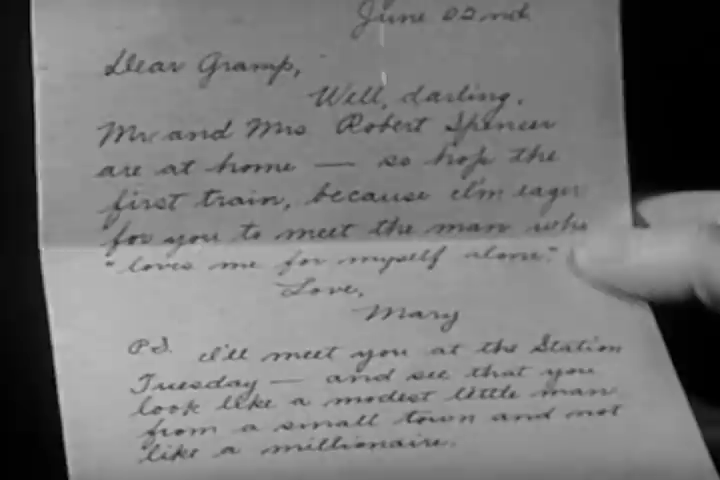 June 22nd
Dear Gramp,
Well, darling,
Mr. and Mrs Robert Spencer
are at home — so hop the
first train, because I'm eager
for you to meet the man who
"loves me for myself alone."
Love,
Mary
P.S. I'll meet you at the Station
Tuesday — and see that you
look like a modest little man
from a small town and not
like a millionaire.